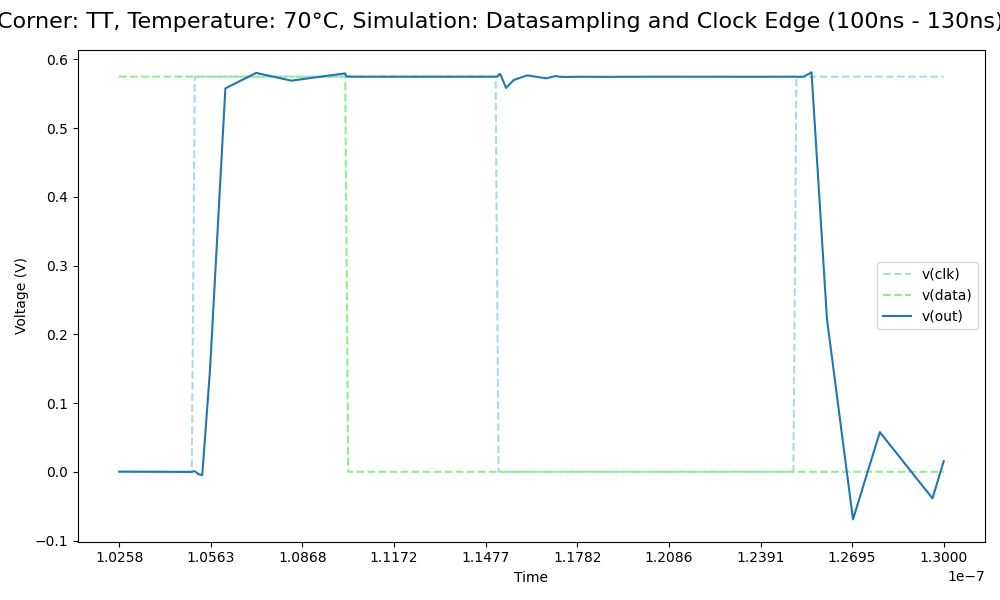 Corner: TT, Temperature: 70°C, Simulation: Datasampling and Clock Edge (100ns - 130ns)
0.6
0.5
0.4
0.3
0.2
0.1
0.0
−0.1
Voltage (V)
v(clk)
v(data)
v(out)
1.0258 1.0563 1.0868 1.1172 1.1477 1.1782 1.2086 1.2391 1.2695 1.3000
1e−7
Time